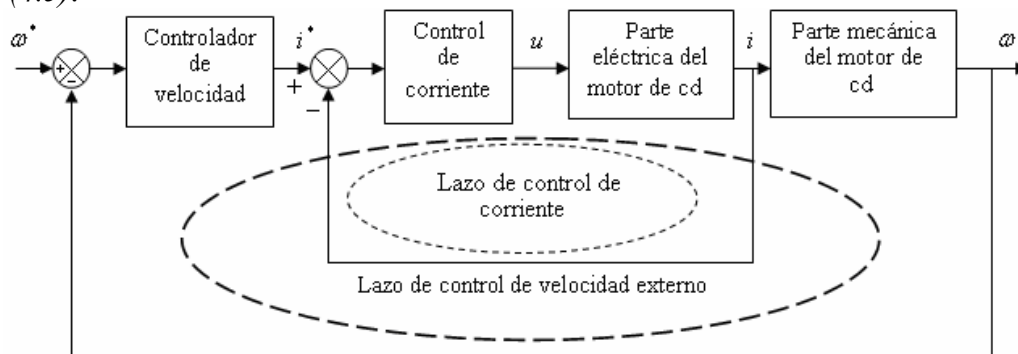 (4.3).
ω*
+
−
Controlador
de
velocidad
i*
+
−
Control
de
corriente
u
Parte
eléctrica del
motor de cd
i
Parte mecánica
del motor de
cd
ω
Lazo de control de
corriente
Lazo de control de velocidad externo